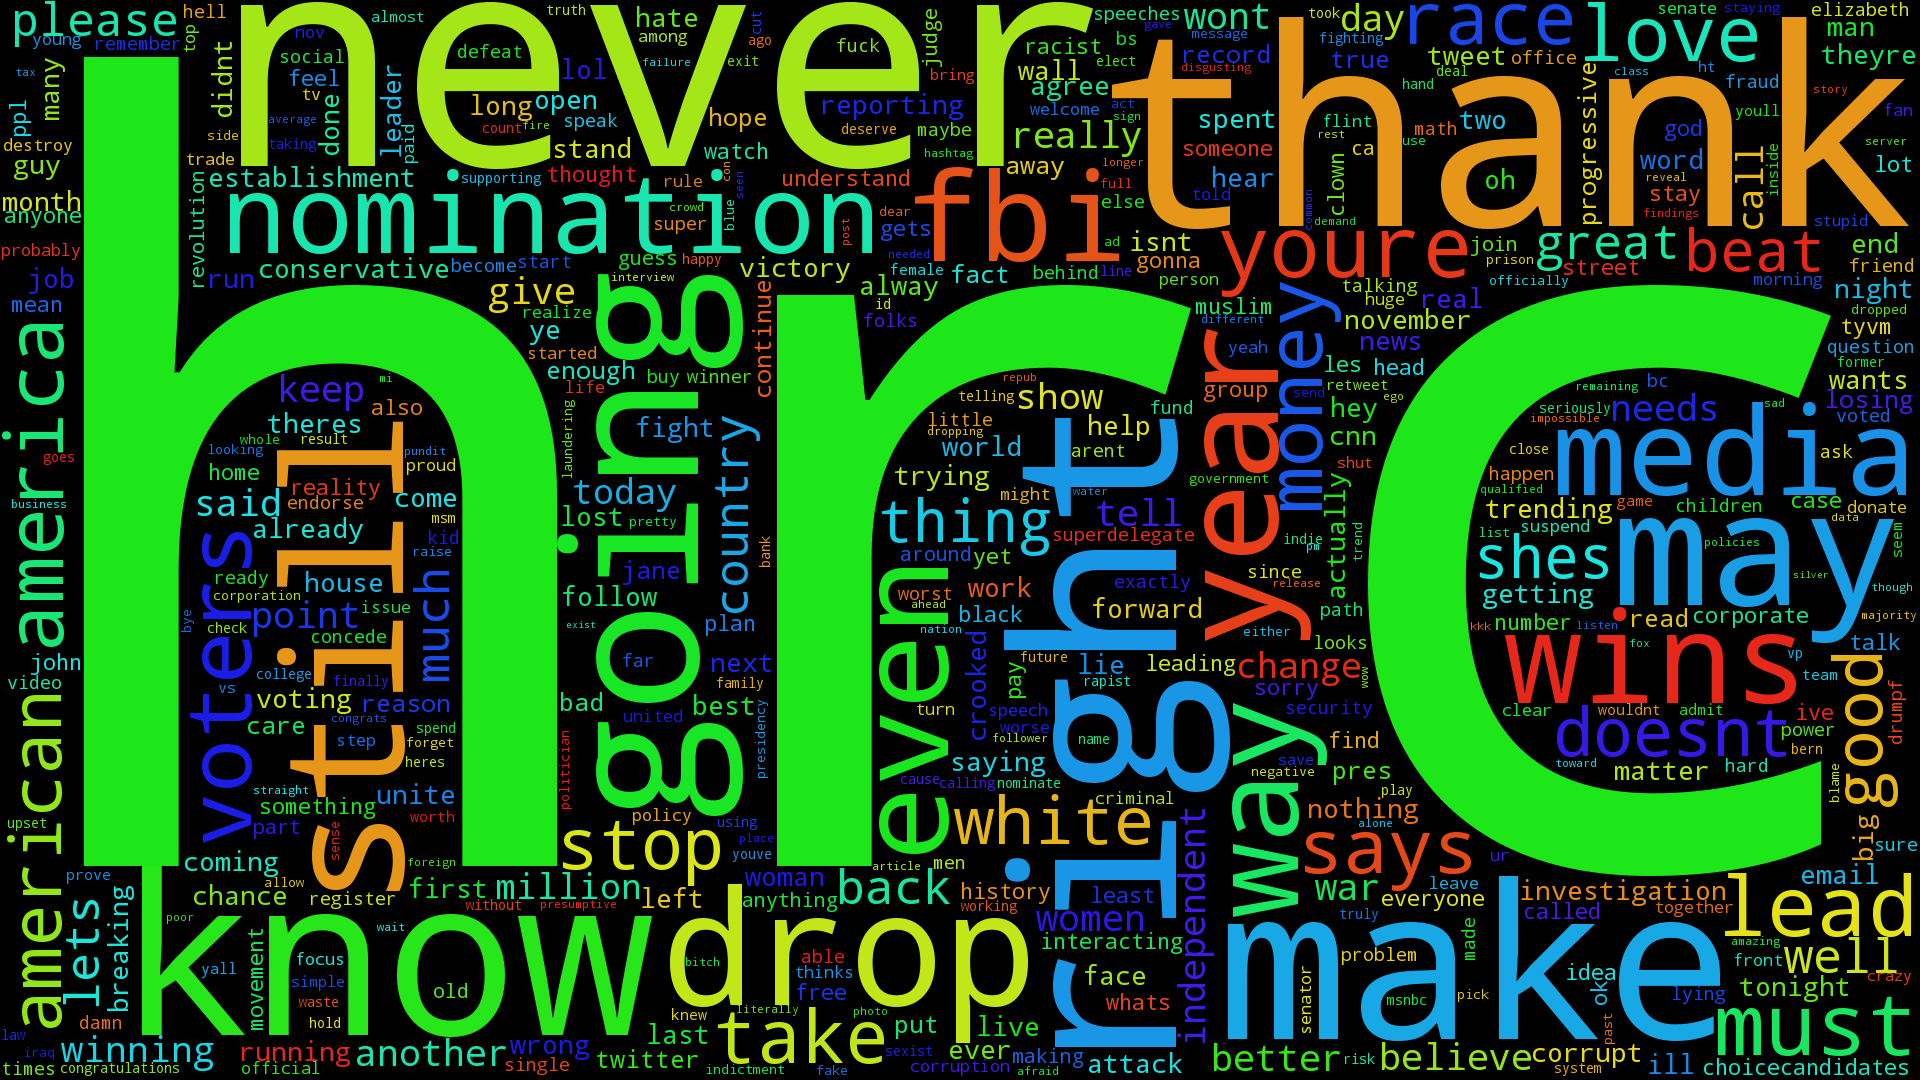 hrc
never
thank
know
drop
make
right
going
still
year
nomination
fbi
media
may
wins
america
american
voters
even
white
stop
take
another
way
says
must
lead
well
good
doesnt
shes
love
race
great
beat
youre
money
country
thing
back
million
women
believe
better
please
wont
day
man
theyre
elizabeth
senate
staying
young
remember
hell
almost
truth
top
nov
social
feel
tv
didnt
many
ppl
tax
destroy
guy
month
anyone
probably
job
mean
hate
among
defeat
fuck
cut
ago
judge
speeches
racist
bs
message
gave
took
fighting
record
true
tweet
office
wall
agree
elect
disgusting
deal
hand
class
ht
fraud
story
fan
lol
failure
exit
bring
long
open
reporting
welcome
act
sign
leader
done
paid
average
taking
side
trade
count
fire
speak
hope
deserve
maybe
hashtag
really
spent
flint
rest
math
use
two
god
youll
server
stand
watch
someone
ca
word
lot
establishment
supporting
thought
rule
con
seen
understand
away
longer
full
else
told
hear
clown
oh
progressive
reveal
stay
findings
call
inside
stupid
revolution
super
crowd
blue
post
dear
gets
ad
isnt
common
demand
join
prison
street
officially
end
friend
morning
night
dropped
run
conservative
become
start
guess
happy
victory
needed
female
fact
behind
line
gonna
person
talking
huge
real
november
tyvm
question
former
give
interview
realize
ye
started
enough
life
buy
winner
continue
alway
id
folks
muslim
different
yeah
group
send
news
les
head
retweet
ego
hey
cnn
shut
remaining
bc
seriously
impossible
needs
sad
wants
losing
voted
close
ask
happen
qualified
game
children
case
donate
trending
list
suspend
policies
data
seem
getting
silver
though
majority
number
kkk
listen
read
corporate
fox
vp
talk
team
clear
wouldnt
admit
ive
power
bern
drumpf
toward
matter
hard
blame
big
sure
keep
mi
also
theres
whole
result
looking
pundit
home
reality
proud
said
endorse
come
already
msm
kid
raise
ready
house
corporation
point
issue
check
concede
much
bye
college
vs
finally
voting
reason
care
congrats
spend
step
forget
heres
straight
something
unite
part
worth
sense
goes
business
john
video
upset
coming
foreign
prove
chance
allow
register
first
without
presumptive
left
laundering
fight
today
lost
pretty
bank
jane
follow
exist
plan
far
next
family
bad
united
best
presidency
politician
policy
using
place
youve
woman
article
men
anything
repub
telling
show
little
dropping
fund
world
help
arent
trying
might
water
government
tell
superdelegate
around
yet
worst
work
exactly
ahead
black
nation
forward
since
indie
pm
release
actually
trend
path
either
looks
crooked
future
pay
lie
leading
rapist
change
wow
turn
speech
worse
follower
name
sorry
security
save
find
negative
pres
saying
cause
calling
nominate
criminal
nothing
play
alone
ur
independent
history
working
least
war
leave
everyone
truly
investigation
called
together
email
interacting
face
whats
problem
made
senator
msnbc
pick
idea
ok
past
lying
amazing
front
crazy
tonight
lets
breaking
poor
yall
movement
focus
simple
waste
hold
wait
old
damn
law
iraq
winning
times
congratulations
running
official
bitch
able
thinks
free
literally
photo
knew
last
put
live
wrong
single
twitter
indictment
fake
sexist
corruption
ever
making
afraid
attack
risk
corrupt
system
ill
choicecandidates